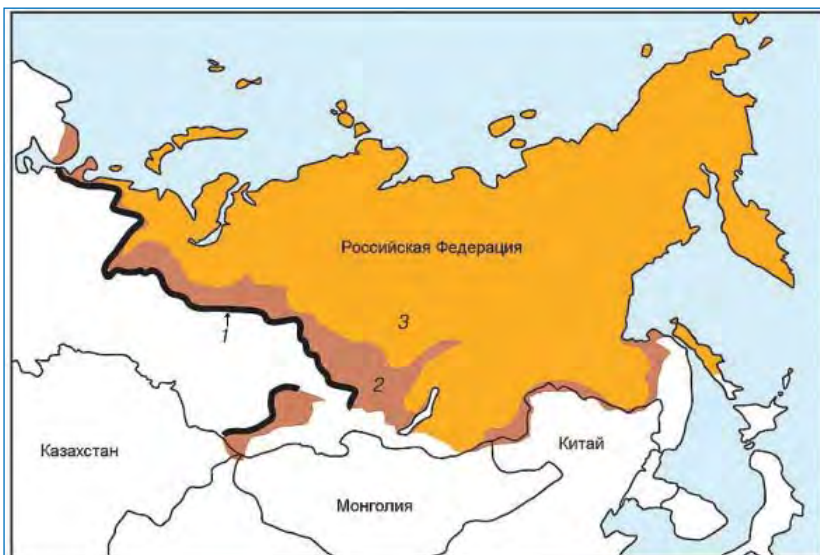 Российская Федерация
3
1
2
Казахстан
Китай
Монголия